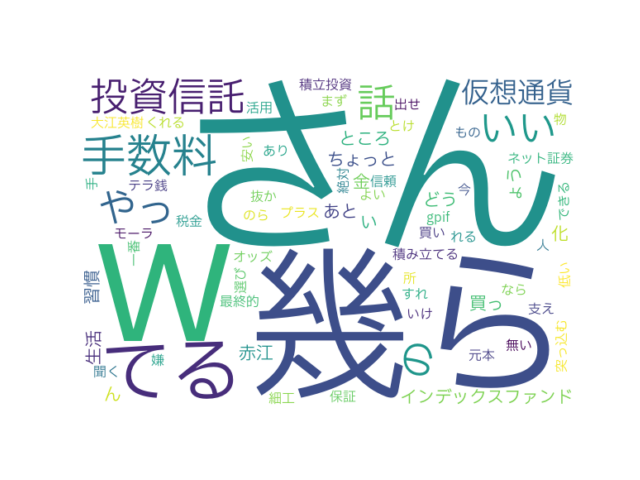 投資信託
積立投資
まず
出せ
仮想通貨
大江英樹
くれる
活用
話
とけ
いい
もの
物
さん
手数料
安い
あり
ところ
ちょっと
絶対
信頼
ネット証券
手
テラ銭
抜か
金
よい
どう
今
よう
できる
やっ
税金
のら
プラス
あと
い
gpif
買い
れる
人
化
モーラ
一番
オッズ
積み立てる
w
幾ら
習慣
選び
最終的
所
すれ
いけ
なら
買っ
支え
低い
生活
てる
赤江
の
元本
無い
突っ込む
聞く
嫌
ん
細工
保証
インデックスファンド